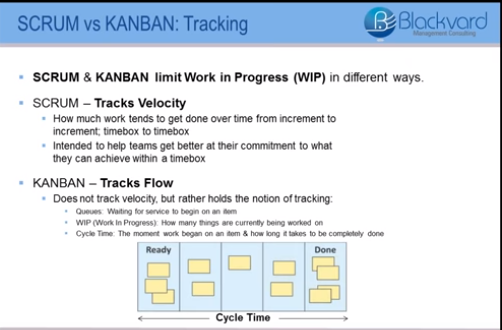 SCRUM vs KANBAN: Tracking
Blackvard
Management Consulting
SCRUM & KANBAN limit Work in Progress (WIP) in different ways.
SCRUM – Tracks Velocity
How much work tends to get done over time from increment to
increment; timebox to timebox
Intended to help teams get better at their commitment to what
they can achieve within a timebox
KANBAN – Tracks Flow
Does not track velocity, but rather holds the notion of tracking:
Queues: Waiting for service to begin on an item
WIP (Work In Progress): How many things are currently being worked on
Cycle Time: The moment work began on an item & how long it takes to be completely done
Ready
Done
Cycle Time